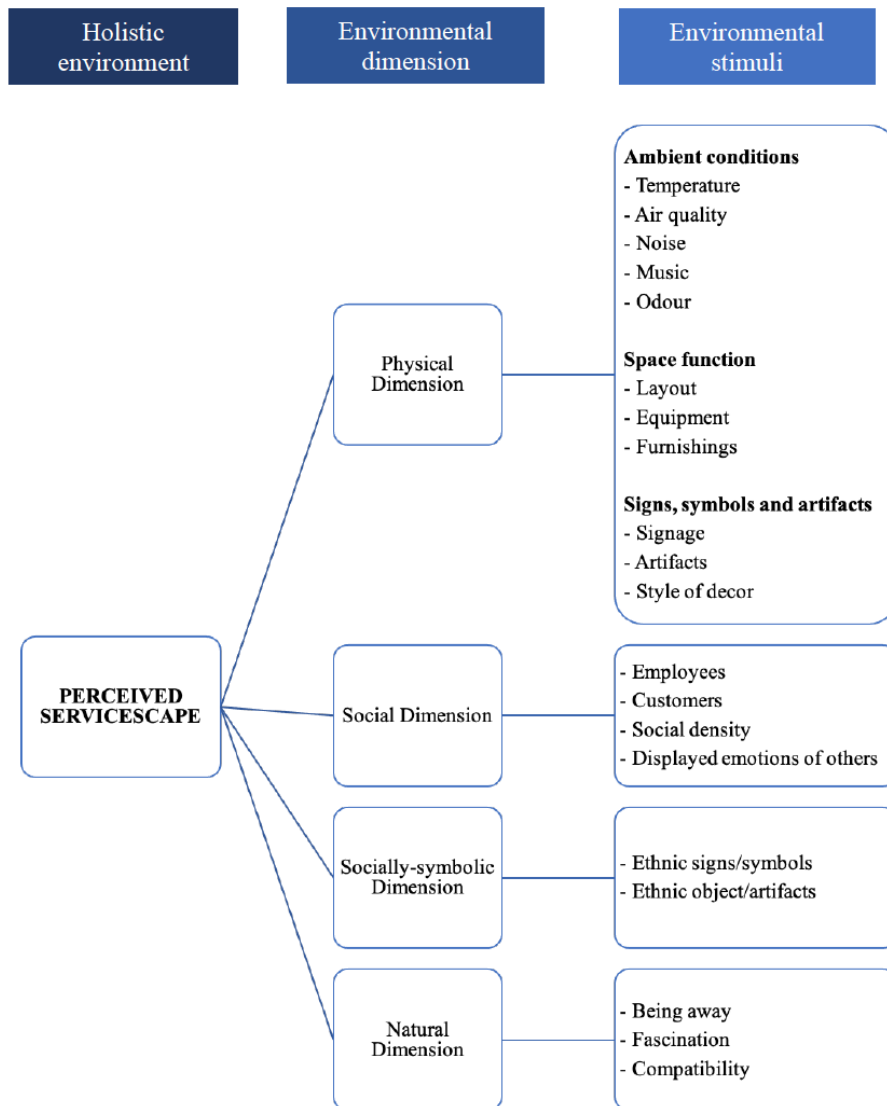 Holistic
environment
Environmental
dimension
Environmental
stimuli
Ambient conditions
- Temperature
- Air quality
- Noise
- Music
- Odour
Physical
Dimension
Space function
- Layout
- Equipment
- Furnishings
Signs, symbols and artifacts
- Signage
- Artifacts
- Style of decor
PERCEIVED
SERVICESCAPE
Social Dimension
- Employees
- Customers
- Social density
- Displayed emotions of others
Socially-symbolic
Dimension
- Ethnic signs/symbols
- Ethnic object/artifacts
Natural
Dimension
- Being away
- Fascination
- Compatibility